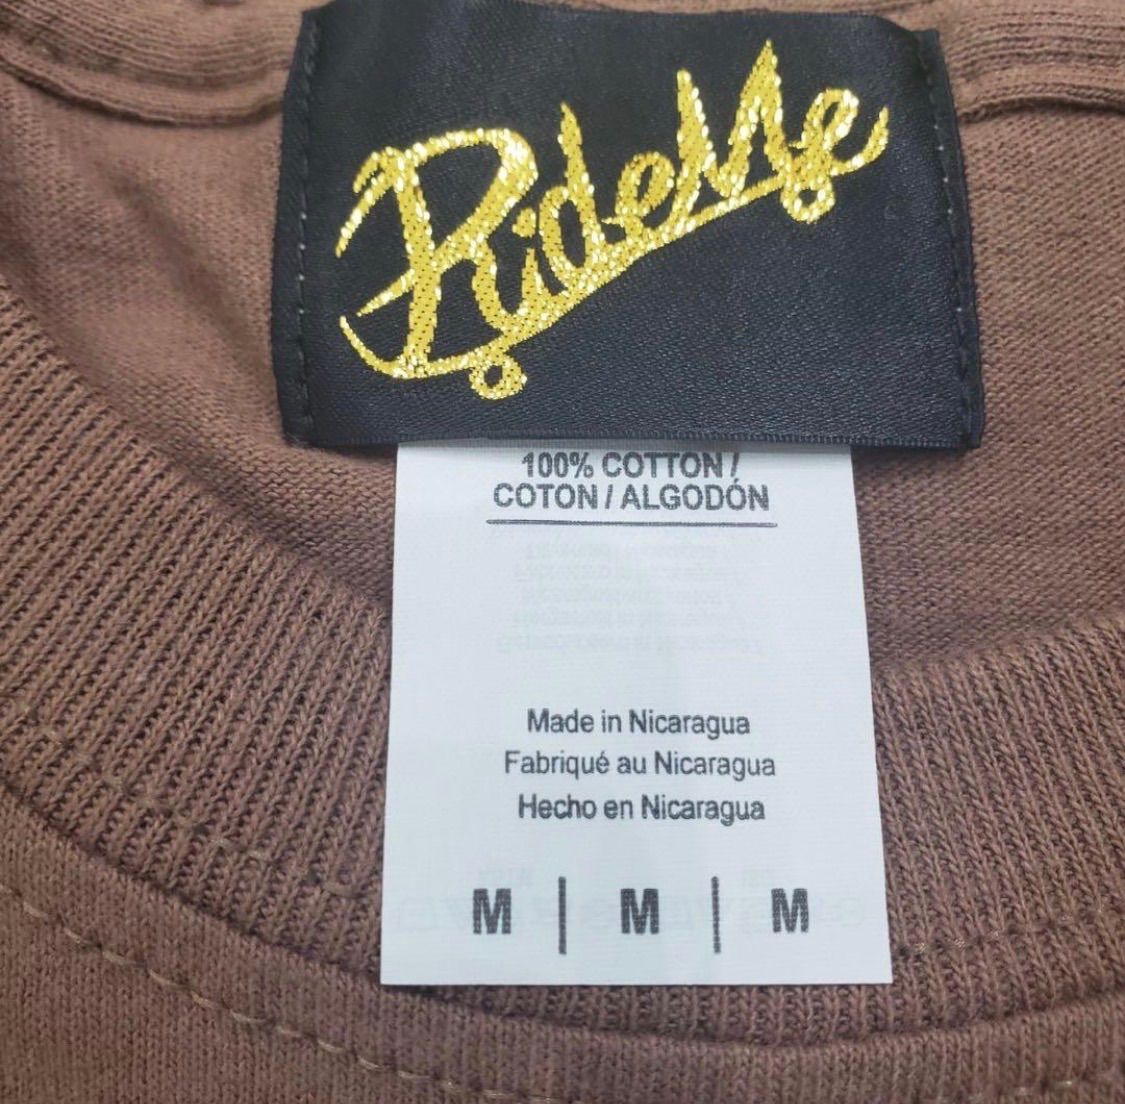 RideMe
100% COTTON /
COTON / ALGODÓN
Made in Nicaragua
Fabriqué au Nicaragua
Hecho en Nicaragua
M | M | M